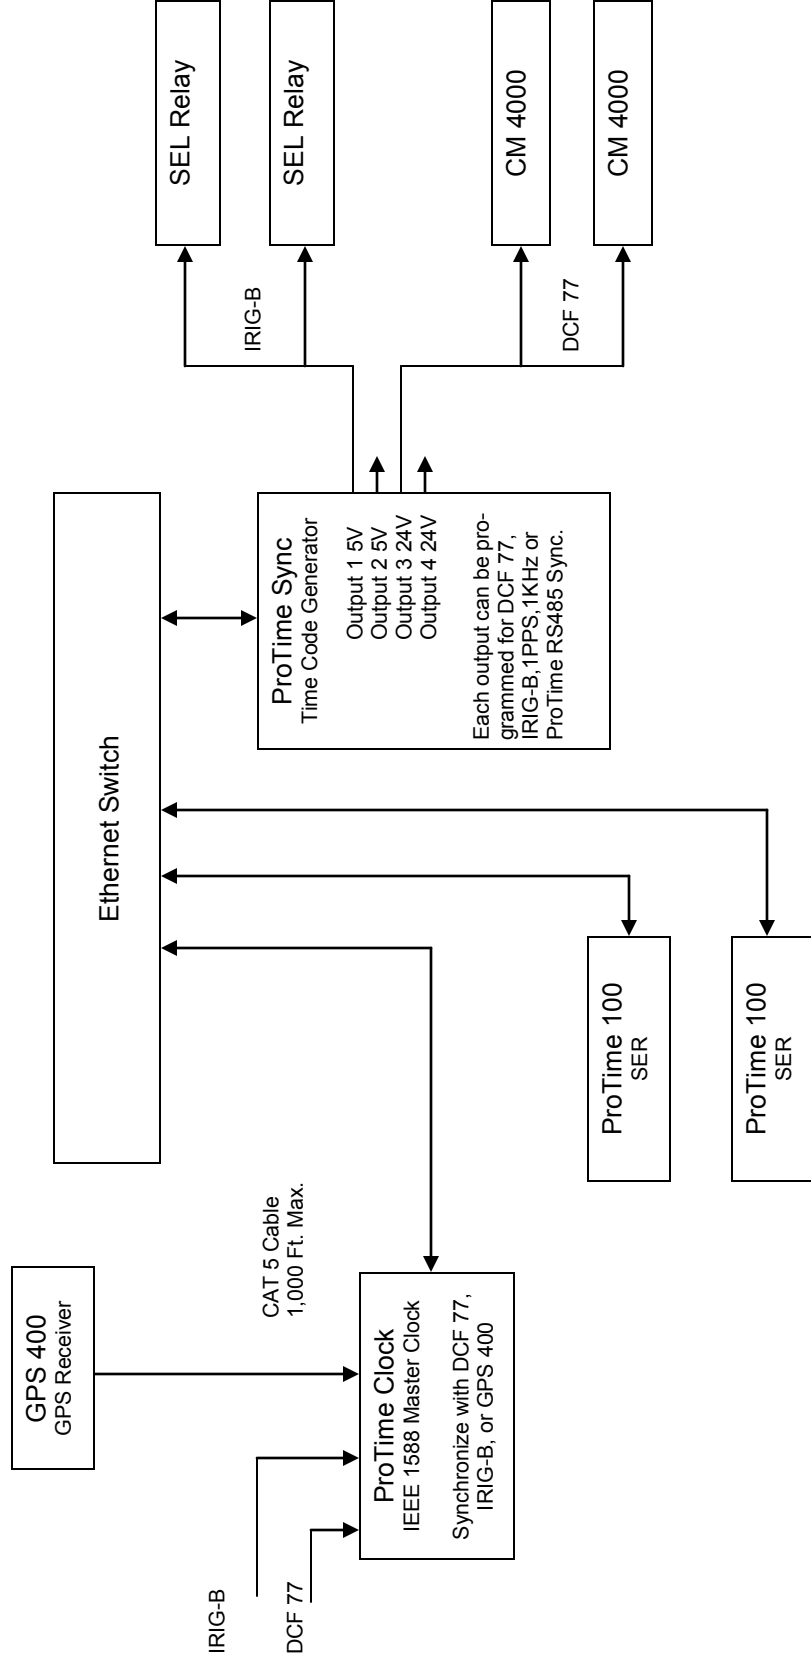 GPS 400
GPS Receiver
Ethernet Switch
IRIG-B
DCF 77
CAT 5 Cable
1,000 Ft. Max.
ProTime Clock
IEEE 1588 Master Clock
Synchronize with DCF 77,
IRIG-B, or GPS 400
ProTime 100
SER
ProTime 100
SER
ProTime Sync
Time Code Generator
Output 1 5V
Output 2 5V
Output 3 24V
Output 4 24V
Each output can be pro-
grammed for DCF 77,
IRIG-B,1PPS,1KHz or
ProTime RS485 Sync.
IRIG-B
DCF 77
SEL Relay
SEL Relay
CM 4000
CM 4000